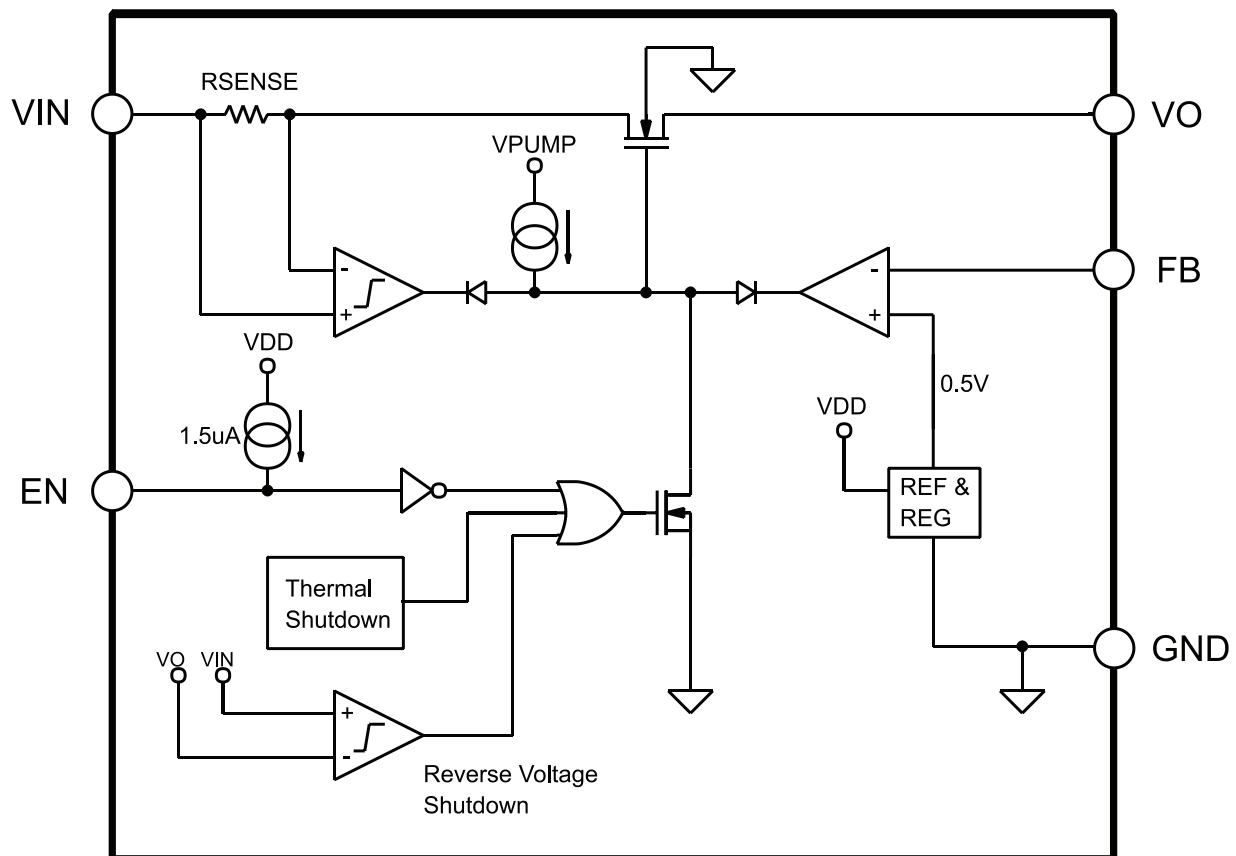 RSENSE
VIN
VO
VPUMP
FB
-
-
+
+
VDD
0.5V
1.5uA
VDD
EN
REF &
REG
Thermal
Shutdown
GND
VO VIN
+
-
Reverse Voltage
Shutdown